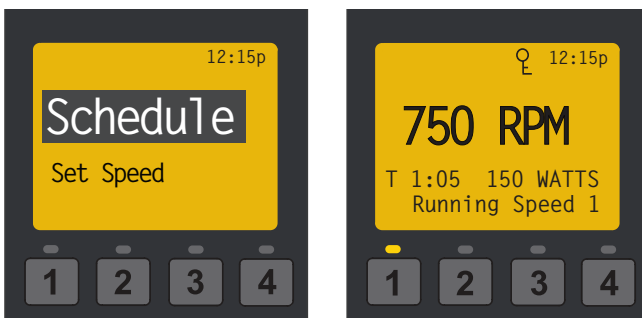 12:15p
Schedule
Set Speed
1 2 3 4
12:15p
750 RPM
T 1:05 150 WATTS
Running Speed 1
1 2 3 4